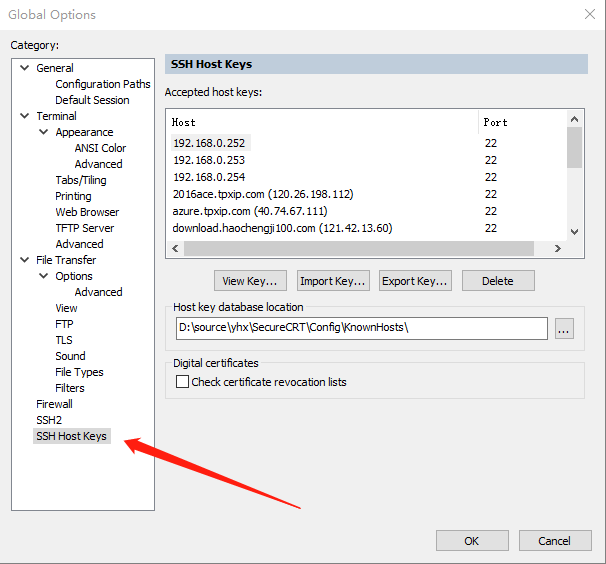 Global Options
Category:
General
Configuration Paths
Default Session
Terminal
Appearance
ANSI Color
Advanced
Tabs/Tiling
Printing
Web Browser
TFTP Server
Advanced
File Transfer
Options
Advanced
View
FTP
TLS
Sound
File Types
Filters
Firewall
SSH2
SSH Host Keys
SSH Host Keys
Accepted host keys:
Host Port
192.168.0.252 22
192.168.0.253 22
192.168.0.254 22
2016ace.tpxip.com (120.26.198.112) 22
azure.tpxip.com (40.74.67.111) 22
download.haochengji100.com (121.42.13.60) 22
View Key... Import Key... Export Key... Delete
Host key database location
D:\source\yhx\SecureCRT\Config\KnownHosts\ ...
Digital certificates
Check certificate revocation lists
OK Cancel